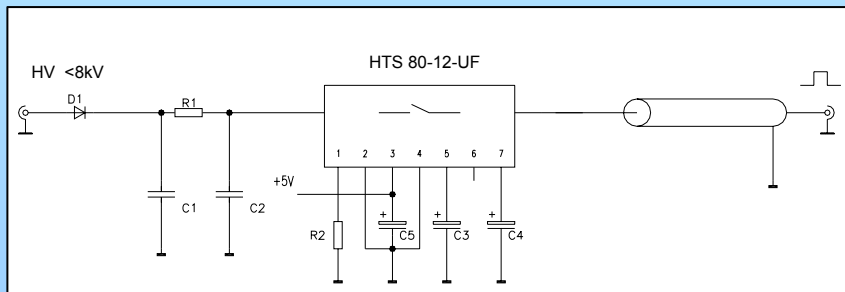 HTS 80-12-UF
HV <8kV
D1
R1
1 2 3 4 5 6 7
+5V
C1
C2
R2
+
C5
+
C3
+
C4